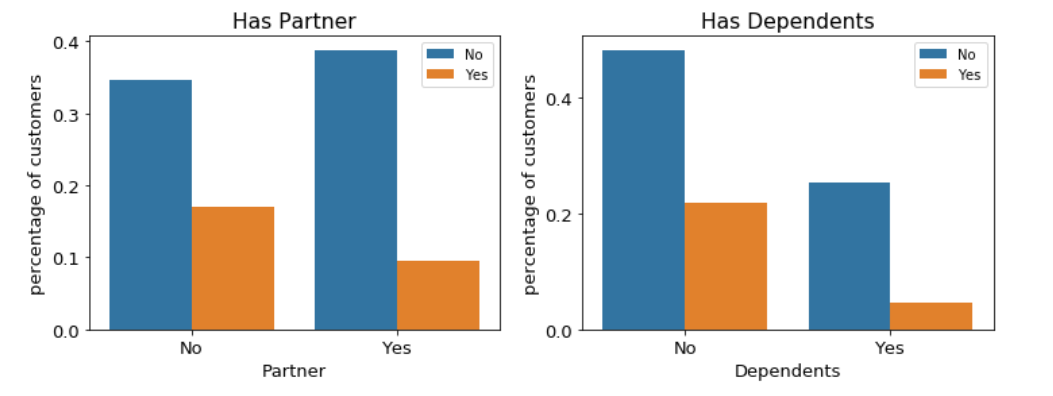 Has Partner
No
Yes
0.4
0.3
0.2
0.1
0.0
percentage of customers
No
Yes
Partner
Has Dependents
No
Yes
0.4
0.2
0.0
percentage of customers
No
Yes
Dependents